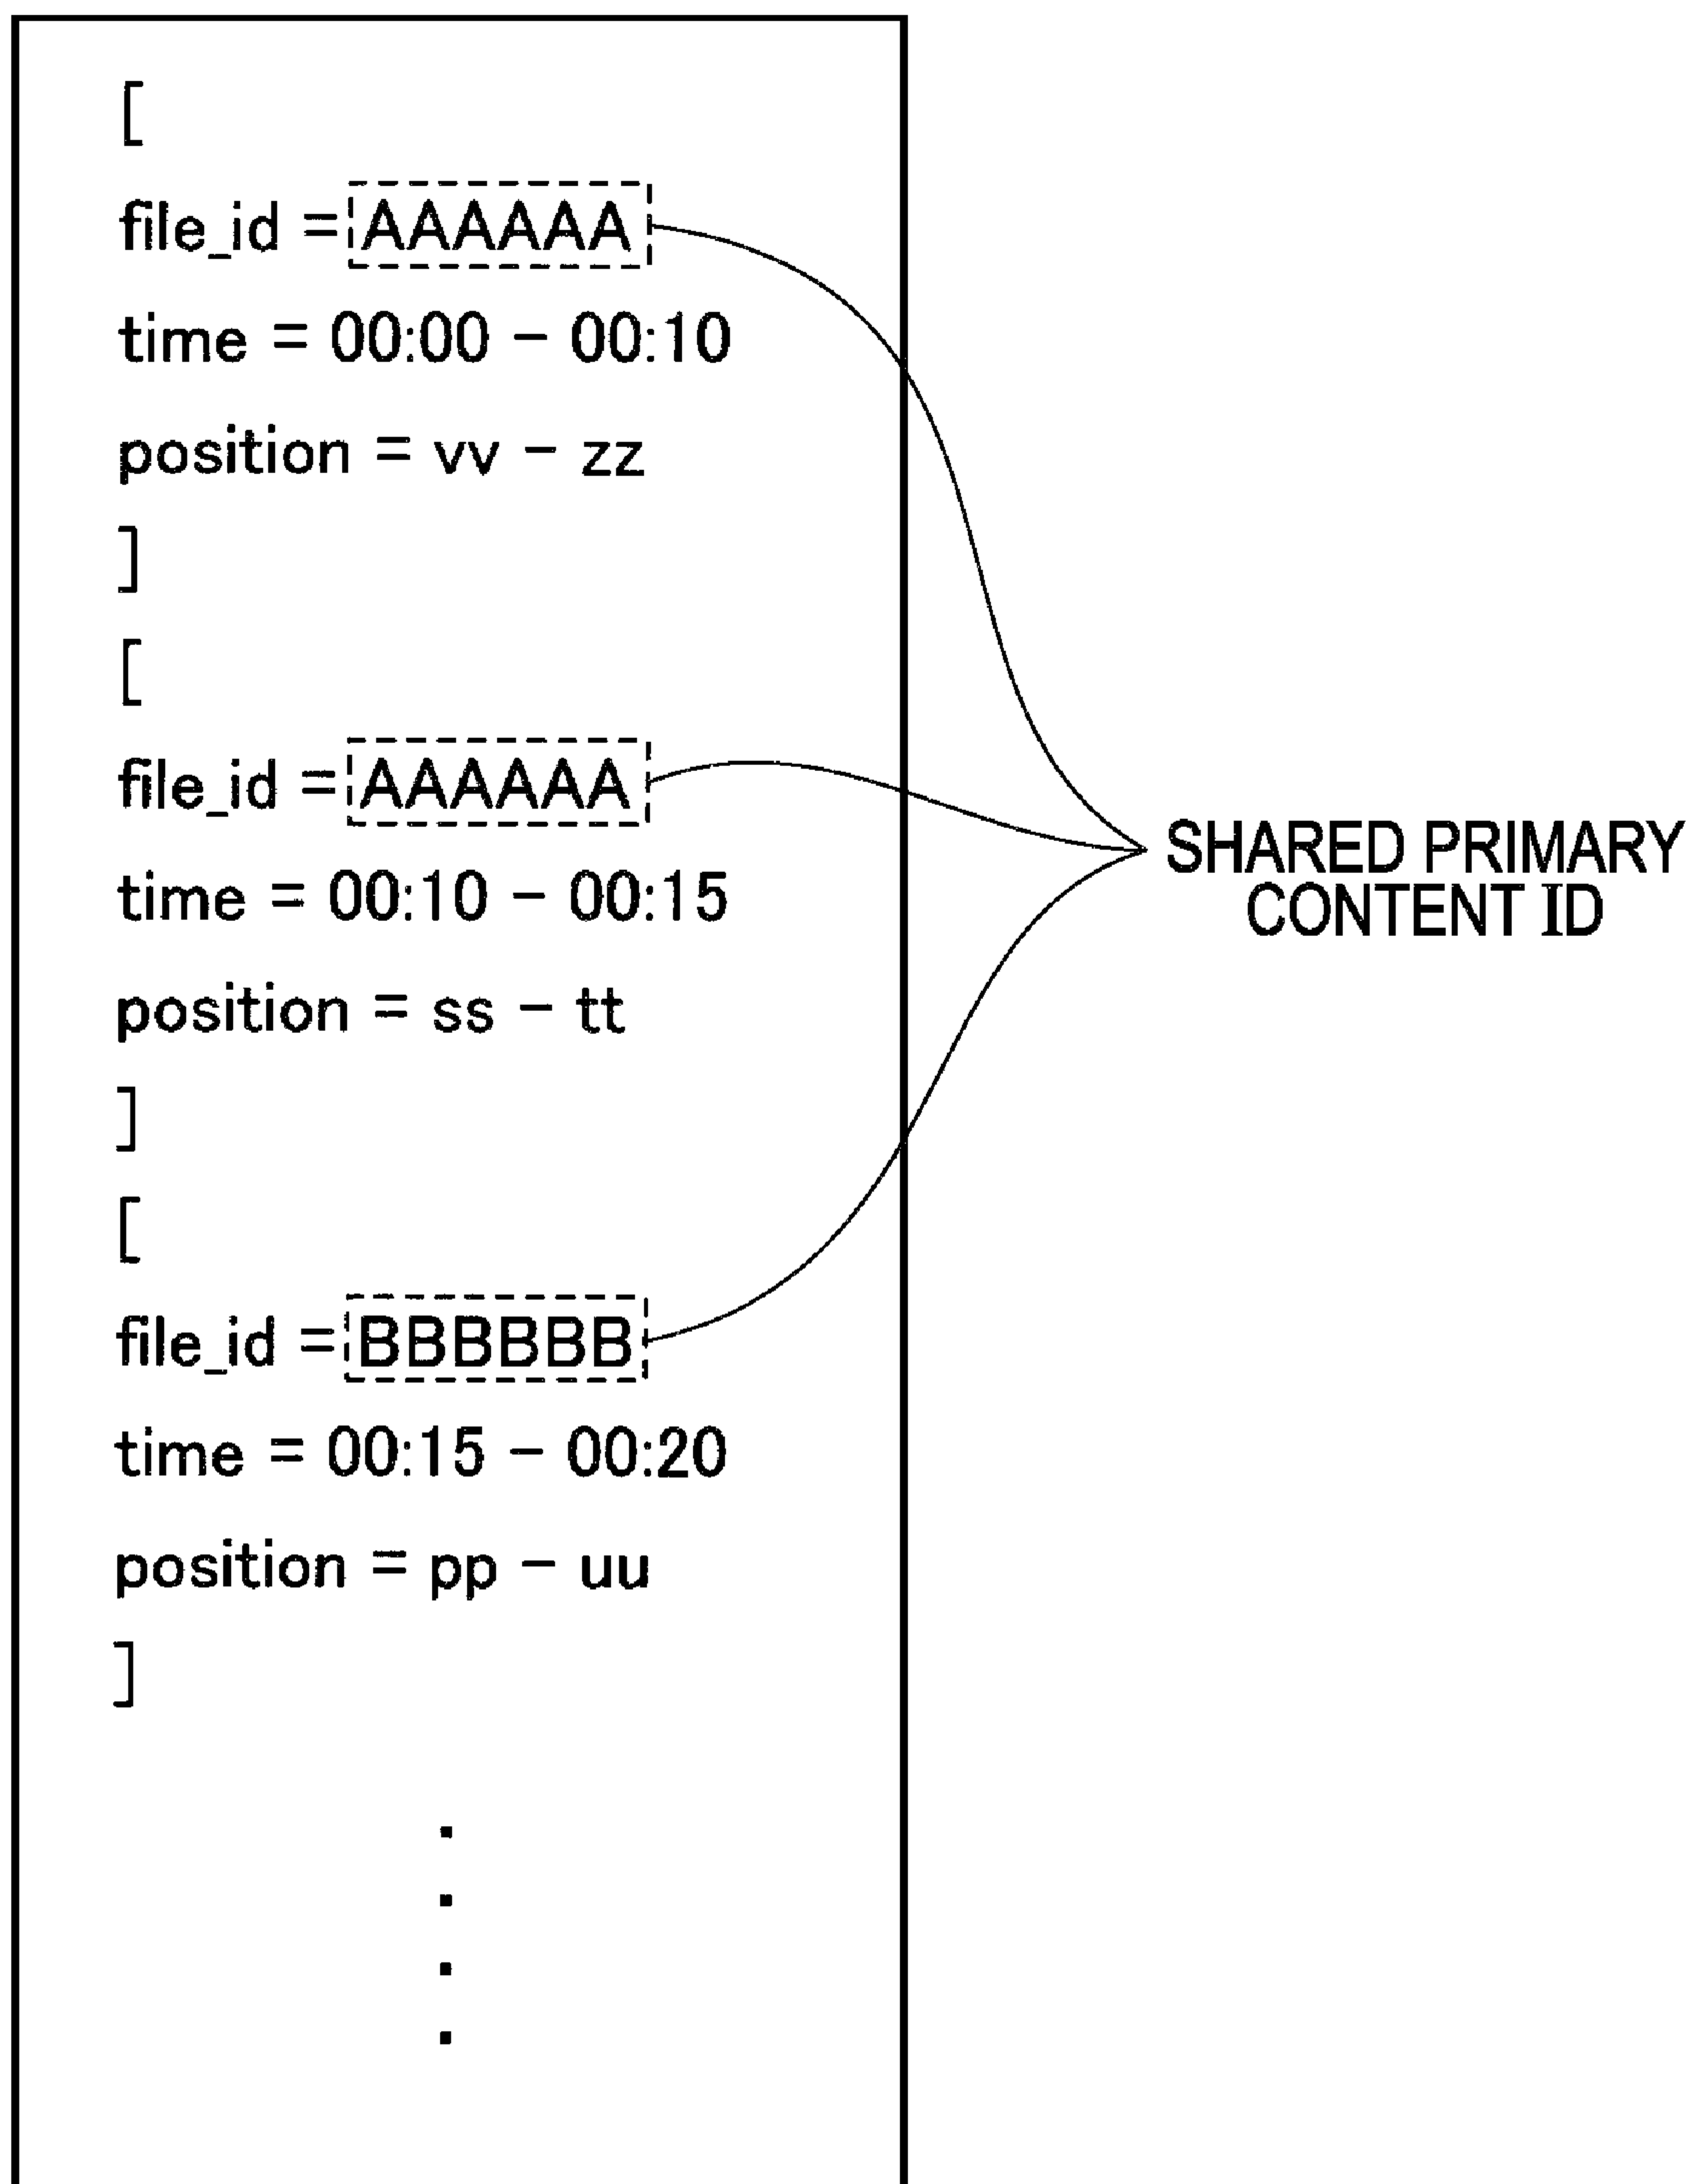 [
file_id = AAAAAA
time = 00:00 - 00:10
position = vv - zz
]
[
file_id = AAAAAA
time = 00:10 - 00:15
position = ss - tt
]
[
file_id = BBBBBB
time = 00:15 - 00:20
position = pp - uu
]
.
.
.
.
SHARED PRIMARY
CONTENT ID